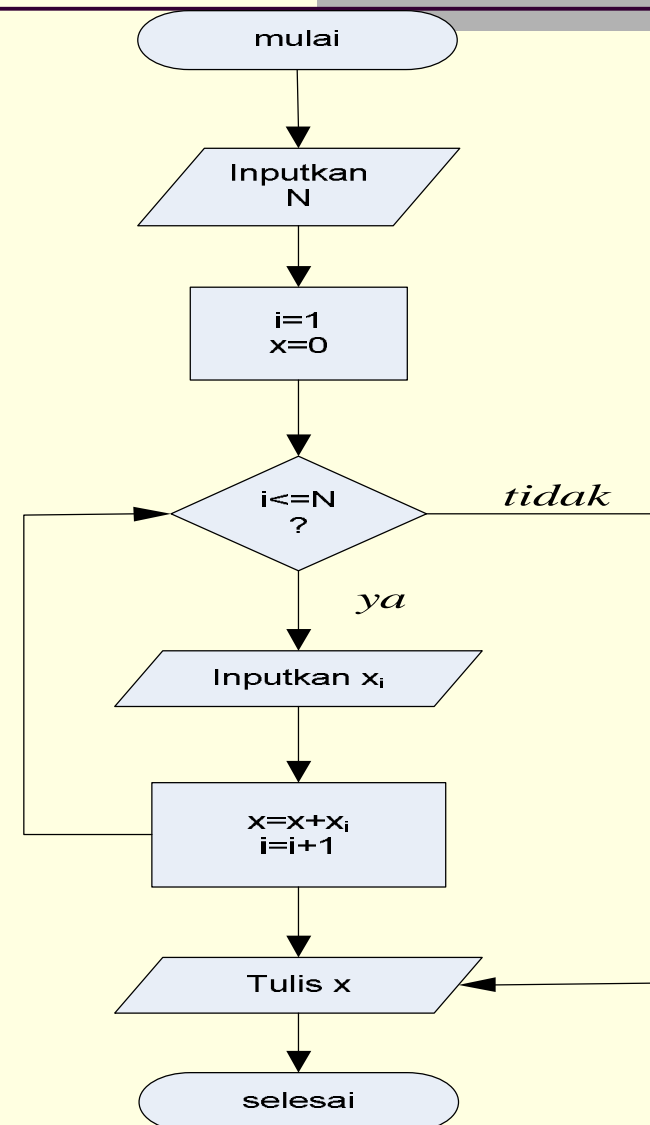 mulai
Inputkan
N
i=1
x=0
i<=N
?
tidak
ya
Inputkan xᵢ
x=x+xᵢ
i=i+1
Tulis x
selesai